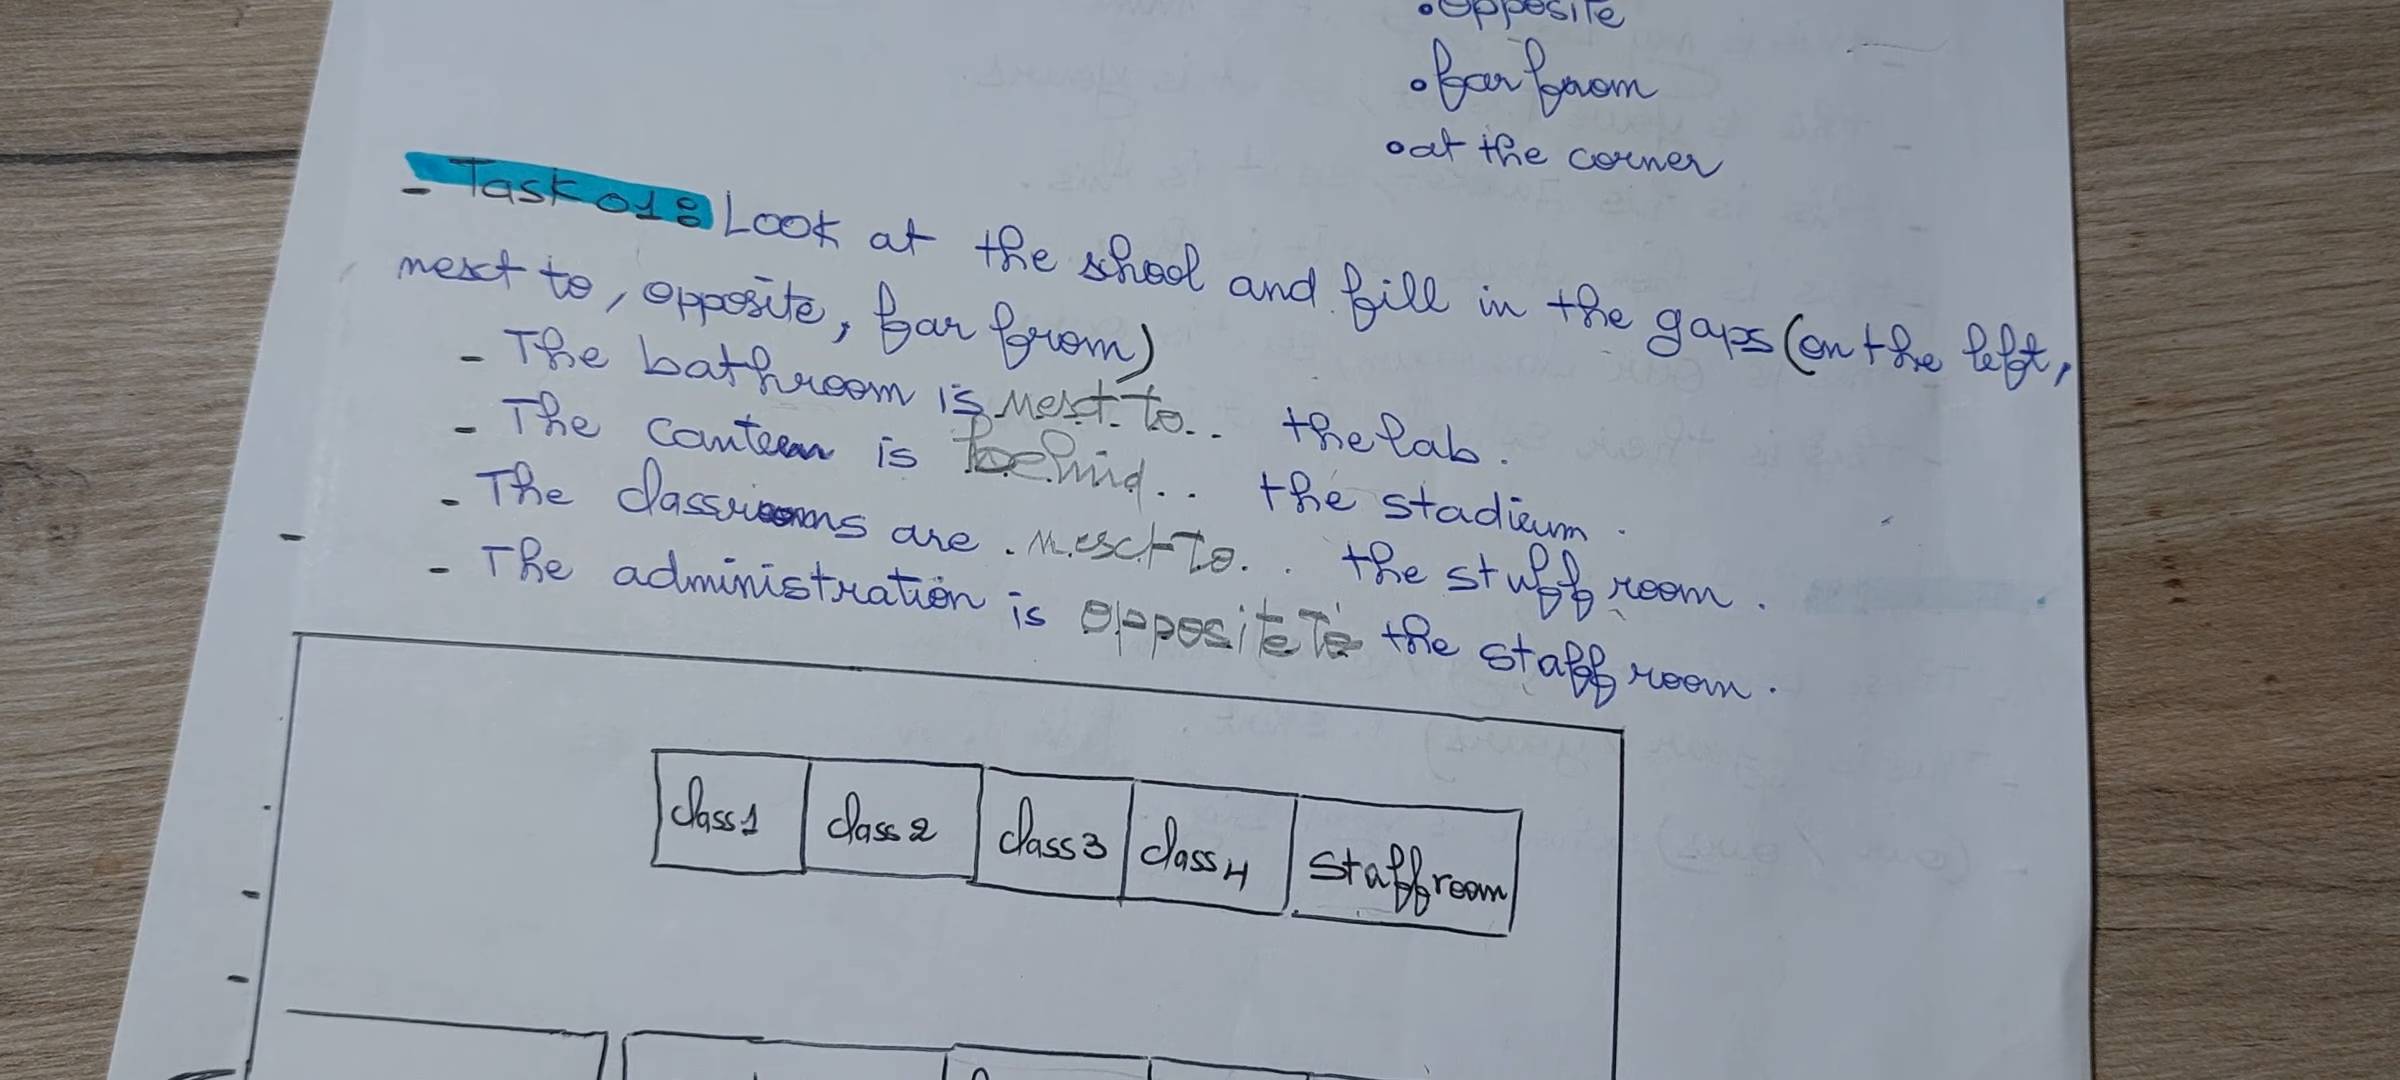 • Opposite
• far from
• at the corner
- Task 01: Look at the shool and fill in the gaps (on the left,
next to, opposite, far from)
- The bathroom is next to.. the lab.
- The canteen is behind.. the stadium.
- The classrooms are . next to. . the stuff room.
- The administration is opposite to the staff room.
class 1 class 2 class 3 class 4 Staff room